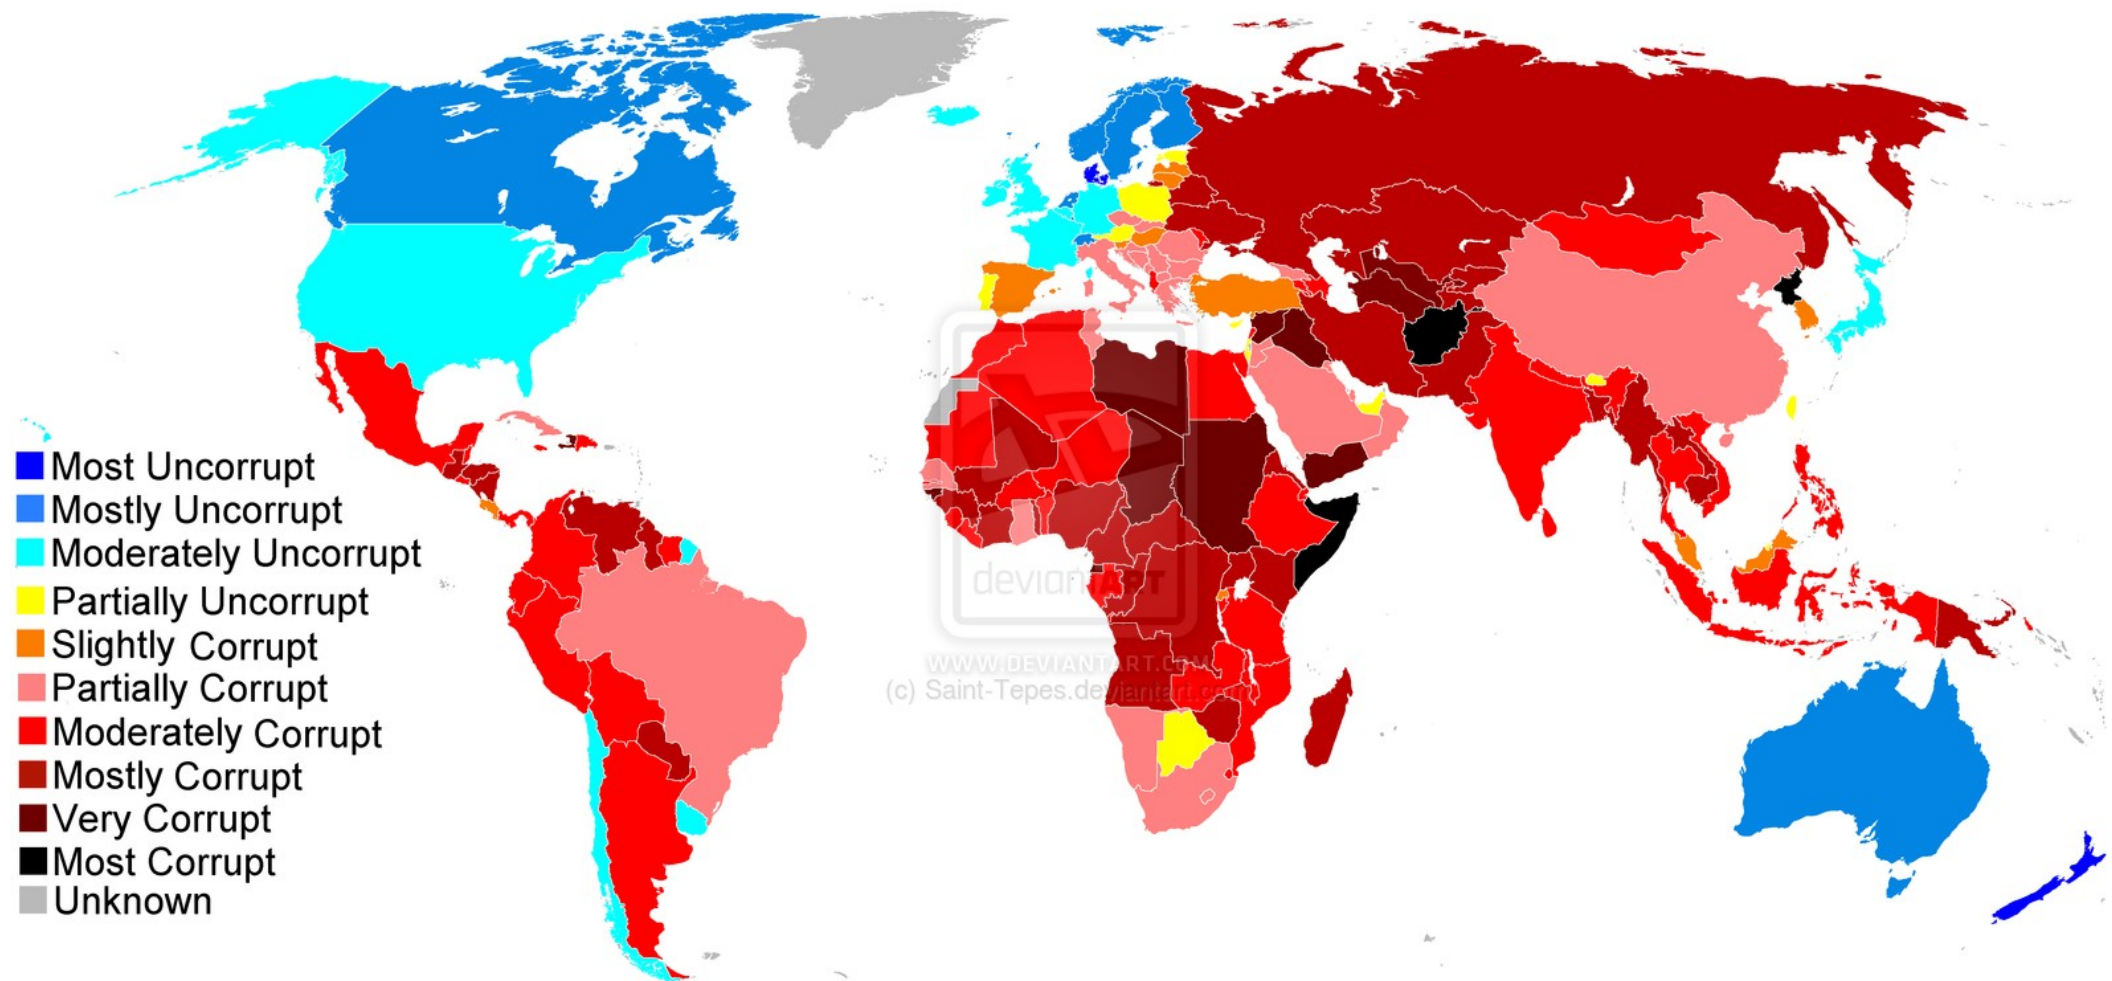 Most Uncorrupt
Mostly Uncorrupt
Moderately Uncorrupt
Partially Uncorrupt
Slightly Corrupt
Partially Corrupt
Moderately Corrupt
Mostly Corrupt
Very Corrupt
Most Corrupt
Unknown
deviantART
WWW.DEVIANTART.COM
(c) Saint-Tepes.deviantart.com